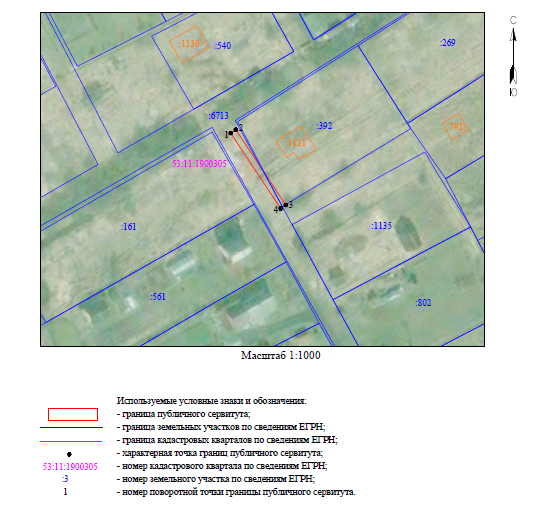 С
Ю
:1130
:540
:269
:6713
:392
2
1
:1131
53:11:1900305
3
4
:161
:1135
:561
:802
Масштаб 1:1000
Используемые условные знаки и обозначения:
- граница публичного сервитута;
- граница земельных участков по сведениям ЕГРН;
- граница кадастровых кварталов по сведениям ЕГРН;
- характерная точка границ публичного сервитута;
53:11:1900305 - номер кадастрового квартала по сведениям ЕГРН;
:3 - номер земельного участка по сведениям ЕГРН;
1 - номер поворотной точки границы публичного сервитута.